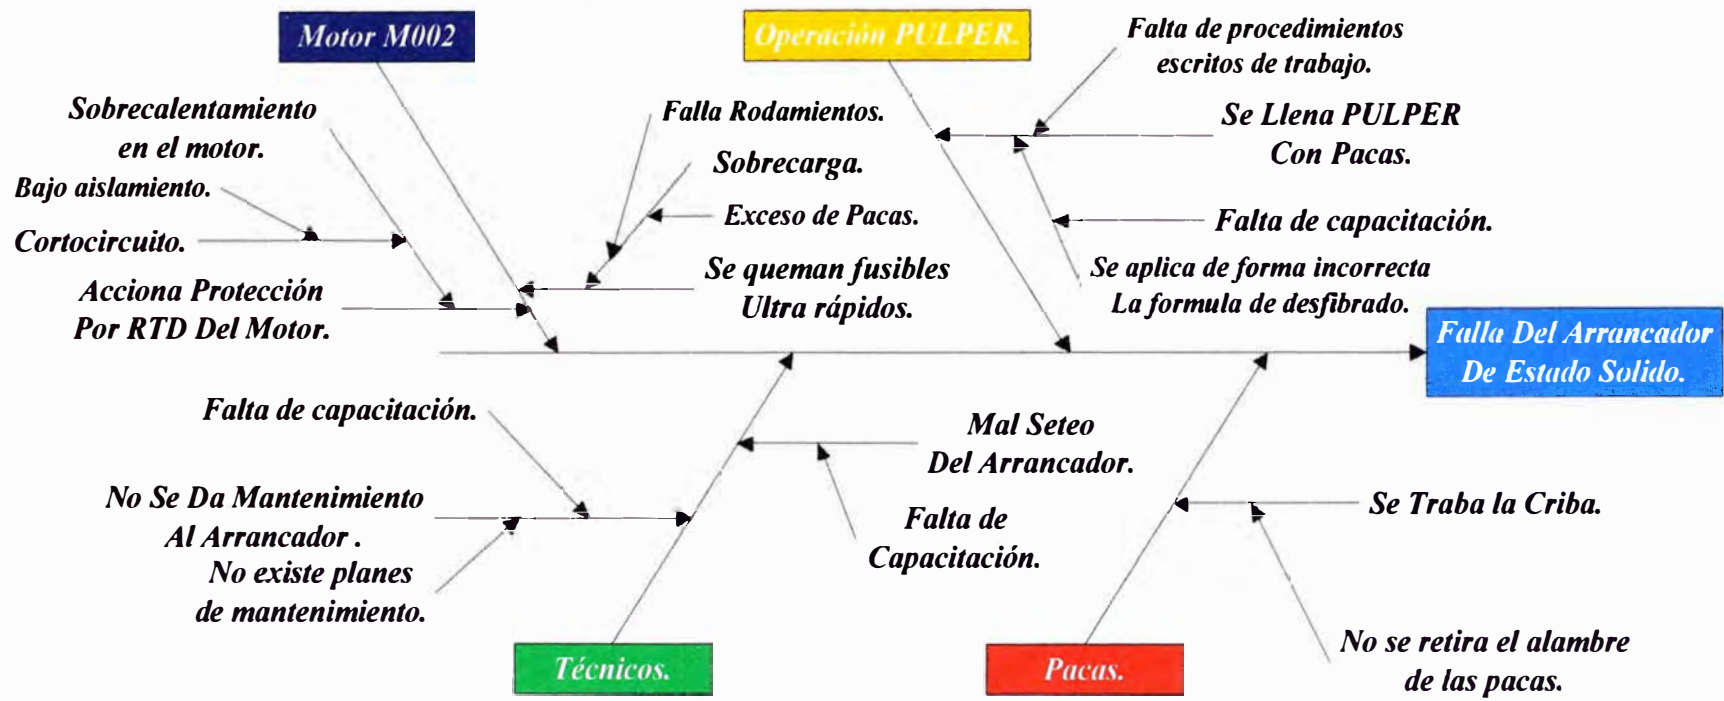 Motor M002
Operación PULPER.
Falta de procedimientos
escritos de trabajo.
Sobrecalentamiento
en el motor.
Falla Rodamientos.
Se Llena PULPER
Con Pacas.
Sobrecarga.
Bajo aislamiento.
Exceso de Pacas.
Falta de capacitación.
Cortocircuito.
Se queman fusibles
Ultra rápidos.
Se aplica de forma incorrecta
La formula de desfibrado.
Acciona Protección
Por RTD Del Motor.
Falla Del Arrancador
De Estado Solido.
Falta de capacitación.
Mal Seteo
Del Arrancador.
No Se Da Mantenimiento
Al Arrancador .
Se Traba la Criba.
Falta de
Capacitación.
No existe planes
de mantenimiento.
No se retira el alambre
de las pacas.
Técnicos.
Pacas.